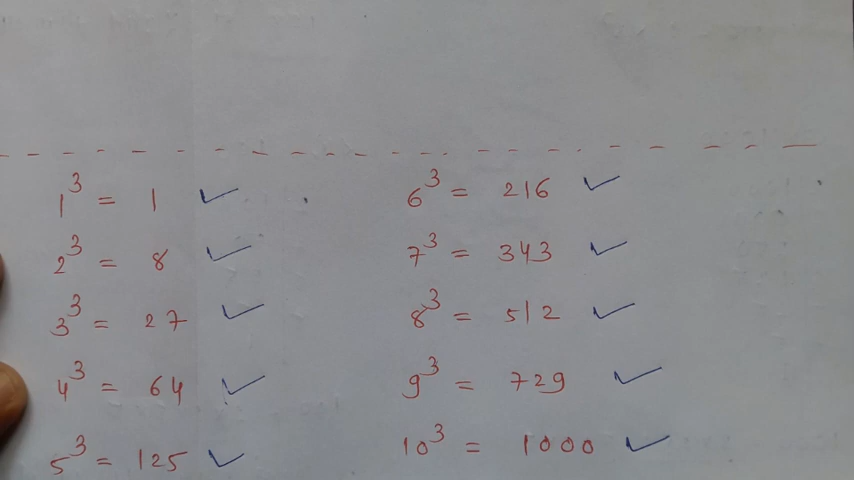 1³ = 1 ✓
2³ = 8 ✓
3³ = 27 ✓
4³ = 64 ✓
5³ = 125 ✓
6³ = 216 ✓
7³ = 343 ✓
8³ = 512 ✓
9³ = 729 ✓
10³ = 1000 ✓